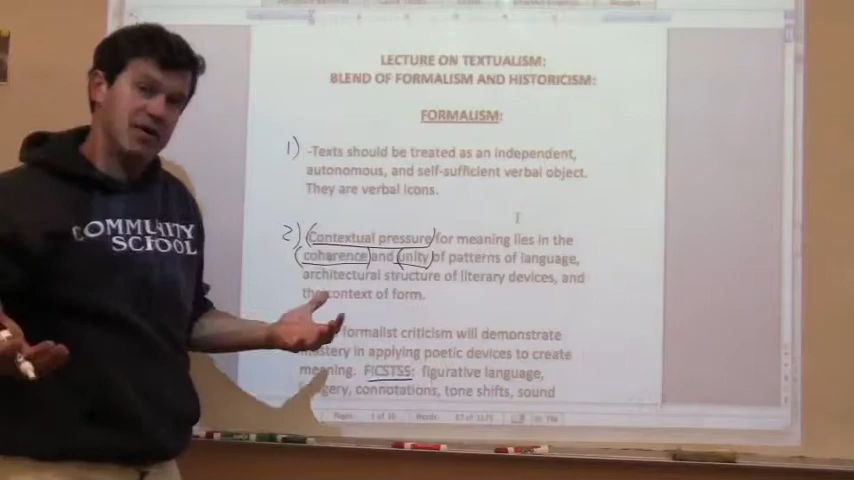 LECTURE ON TEXTUALISM:
BLEND OF FORMALISM AND HISTORICISM:
FORMALISM:
1) -Texts should be treated as an independent,
autonomous, and self-sufficient verbal object.
They are verbal icons.
2) Contextual pressure for meaning lies in the
coherence and unity of patterns of language,
architectural structure of literary devices, and
the context of form.
formalist criticism will demonstrate
mastery in applying poetic devices to create
meaning. FICSTSS: figurative language,
imagery, connotations, tone shifts, sound
COMMUNITY
SCHOOL